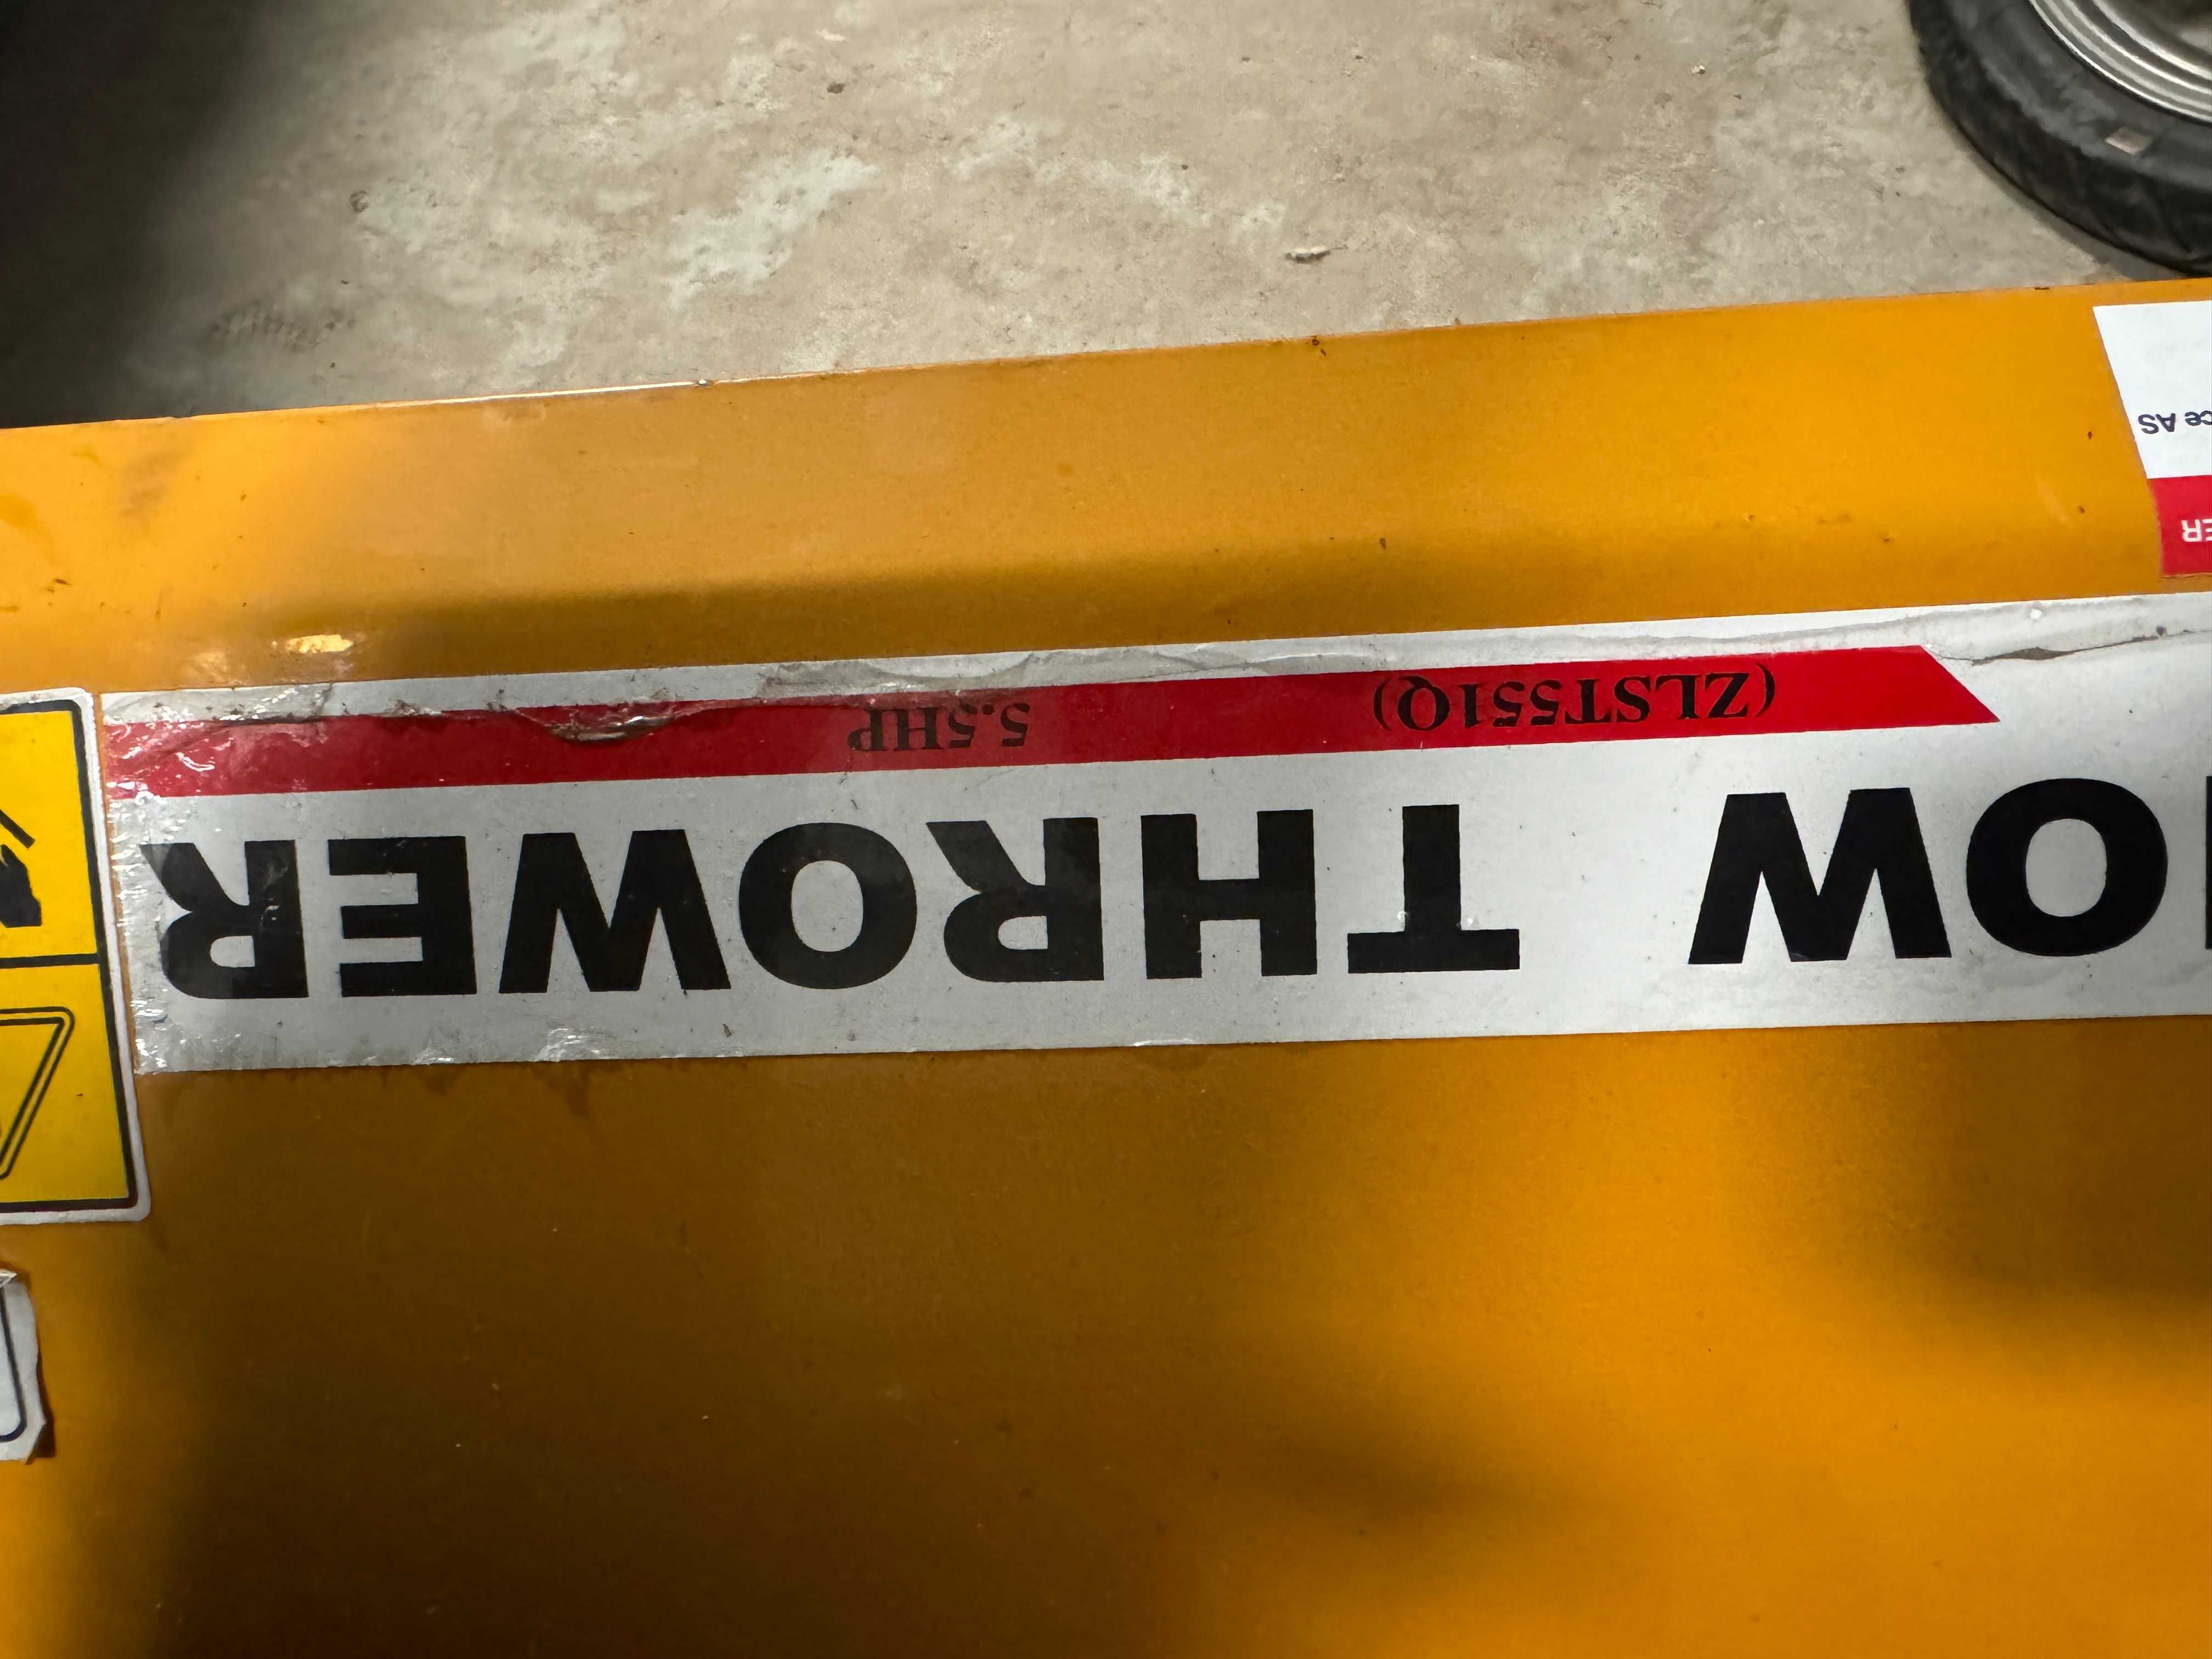 OW THROWER
(ZLST551Q) 5.5HP
ER
ce AS